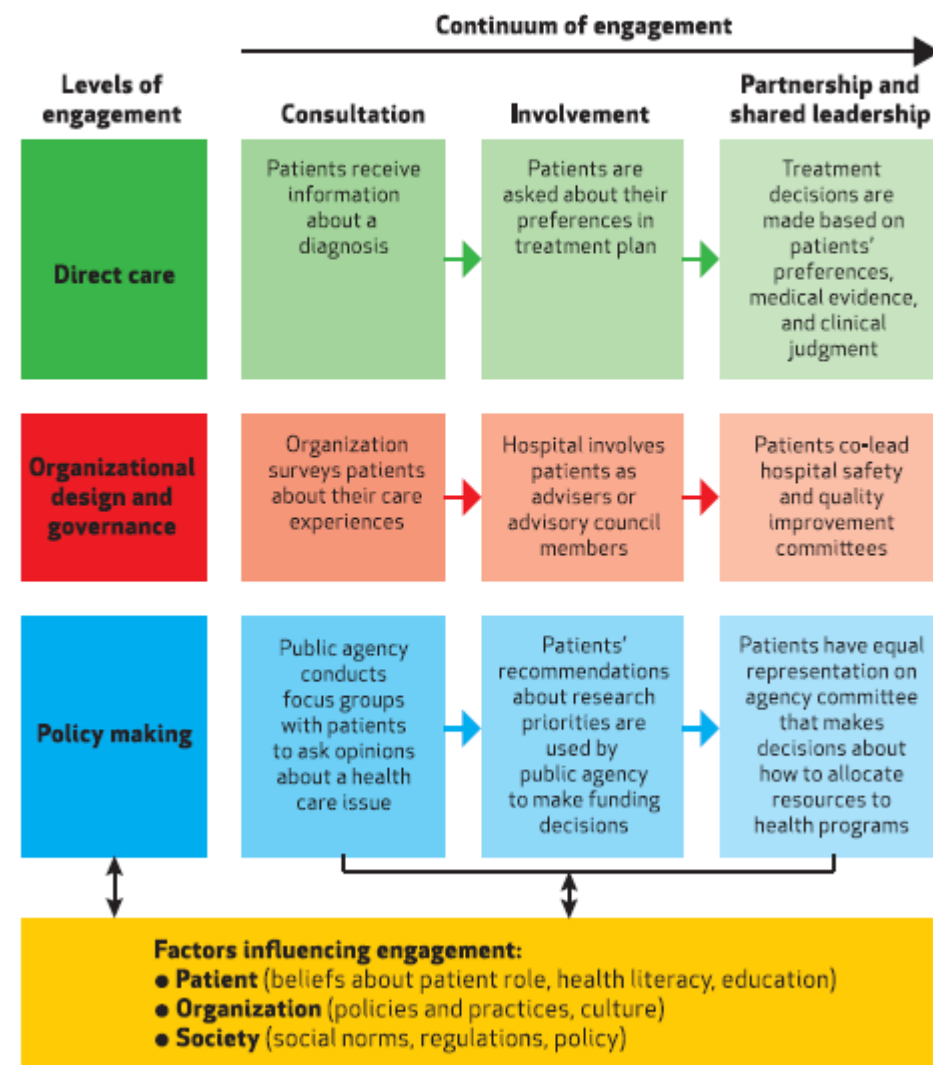 Continuum of engagement
Levels of
engagement
Consultation
Involvement
Partnership and
shared leadership
Direct care
Patients receive
information
about a
diagnosis
Patients are
asked about their
preferences in
treatment plan
Treatment
decisions are
made based on
patients’
preferences,
medical evidence,
and clinical
judgment
Organizational
design and
governance
Organization
surveys patients
about their care
experiences
Hospital involves
patients as
advisers or
advisory council
members
Patients co-lead
hospital safety
and quality
improvement
committees
Policy making
Public agency
conducts
focus groups
with patients
to ask opinions
about a health
care issue
Patients’
recommendations
about research
priorities are
used by
public agency
to make funding
decisions
Patients have equal
representation on
agency committee
that makes
decisions about
how to allocate
resources to
health programs
Factors influencing engagement:
● Patient (beliefs about patient role, health literacy, education)
● Organization (policies and practices, culture)
● Society (social norms, regulations, policy)